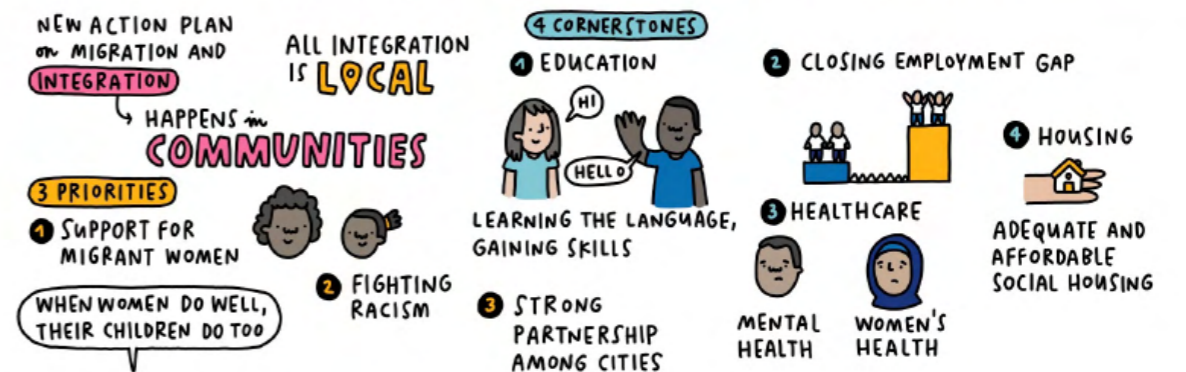 NEW ACTION PLAN
on MIGRATION AND
INTEGRATION
HAPPENS in
COMMUNITIES
ALL INTEGRATION
IS LOCAL
3 PRIORITIES
1 SUPPORT FOR
MIGRANT WOMEN
WHEN WOMEN DO WELL,
THEIR CHILDREN DO TOO
2 FIGHTING
RACISM
3 STRONG
PARTNERSHIP
AMONG CITIES
4 CORNERSTONES
1 EDUCATION
HI
HELLO
LEARNING THE LANGUAGE,
GAINING SKILLS
2 CLOSING EMPLOYMENT GAP
3 HEALTHCARE
MENTAL
HEALTH
WOMEN'S
HEALTH
4 HOUSING
ADEQUATE AND
AFFORDABLE
SOCIAL HOUSING